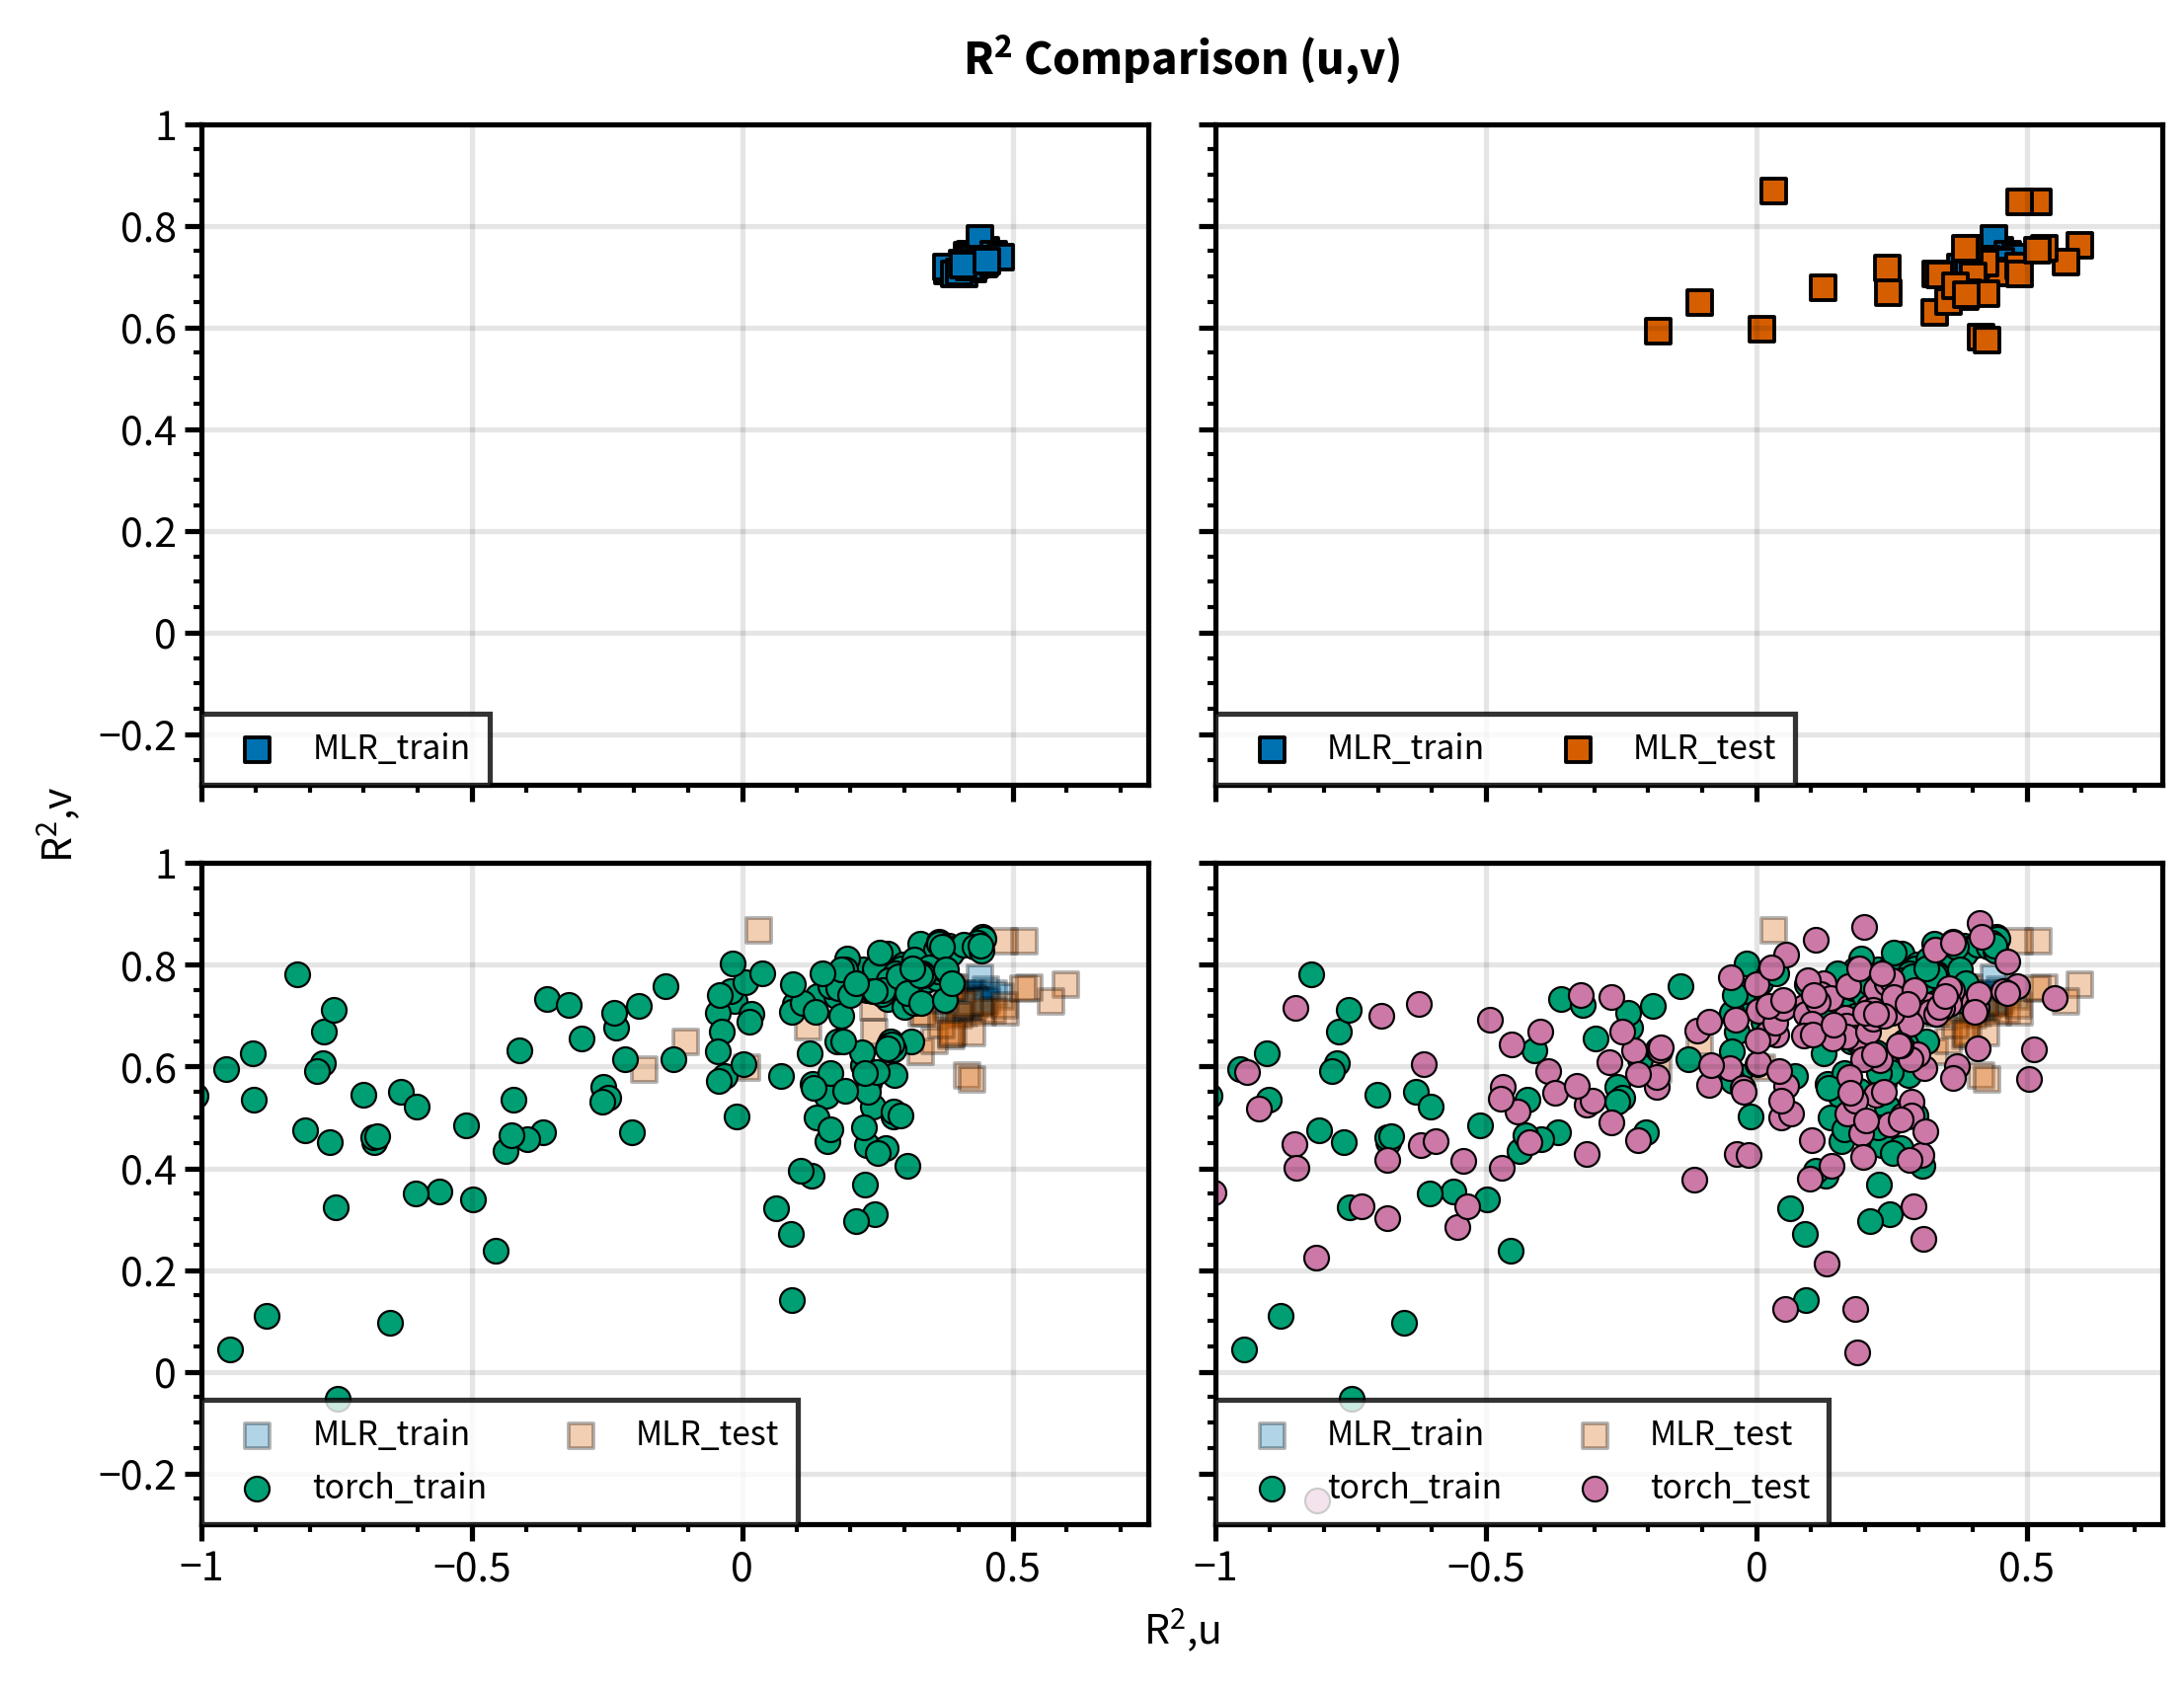 R² Comparison (u,v)
1
0.8
0.6
0.4
0.2
0
−0.2
MLR_train
MLR_train MLR_test
R²,v
1
0.8
0.6
0.4
0.2
0
−0.2
MLR_train MLR_test
torch_train
MLR_train MLR_test
torch_train torch_test
−1 −0.5 0 0.5
−1 −0.5 0 0.5
R²,u